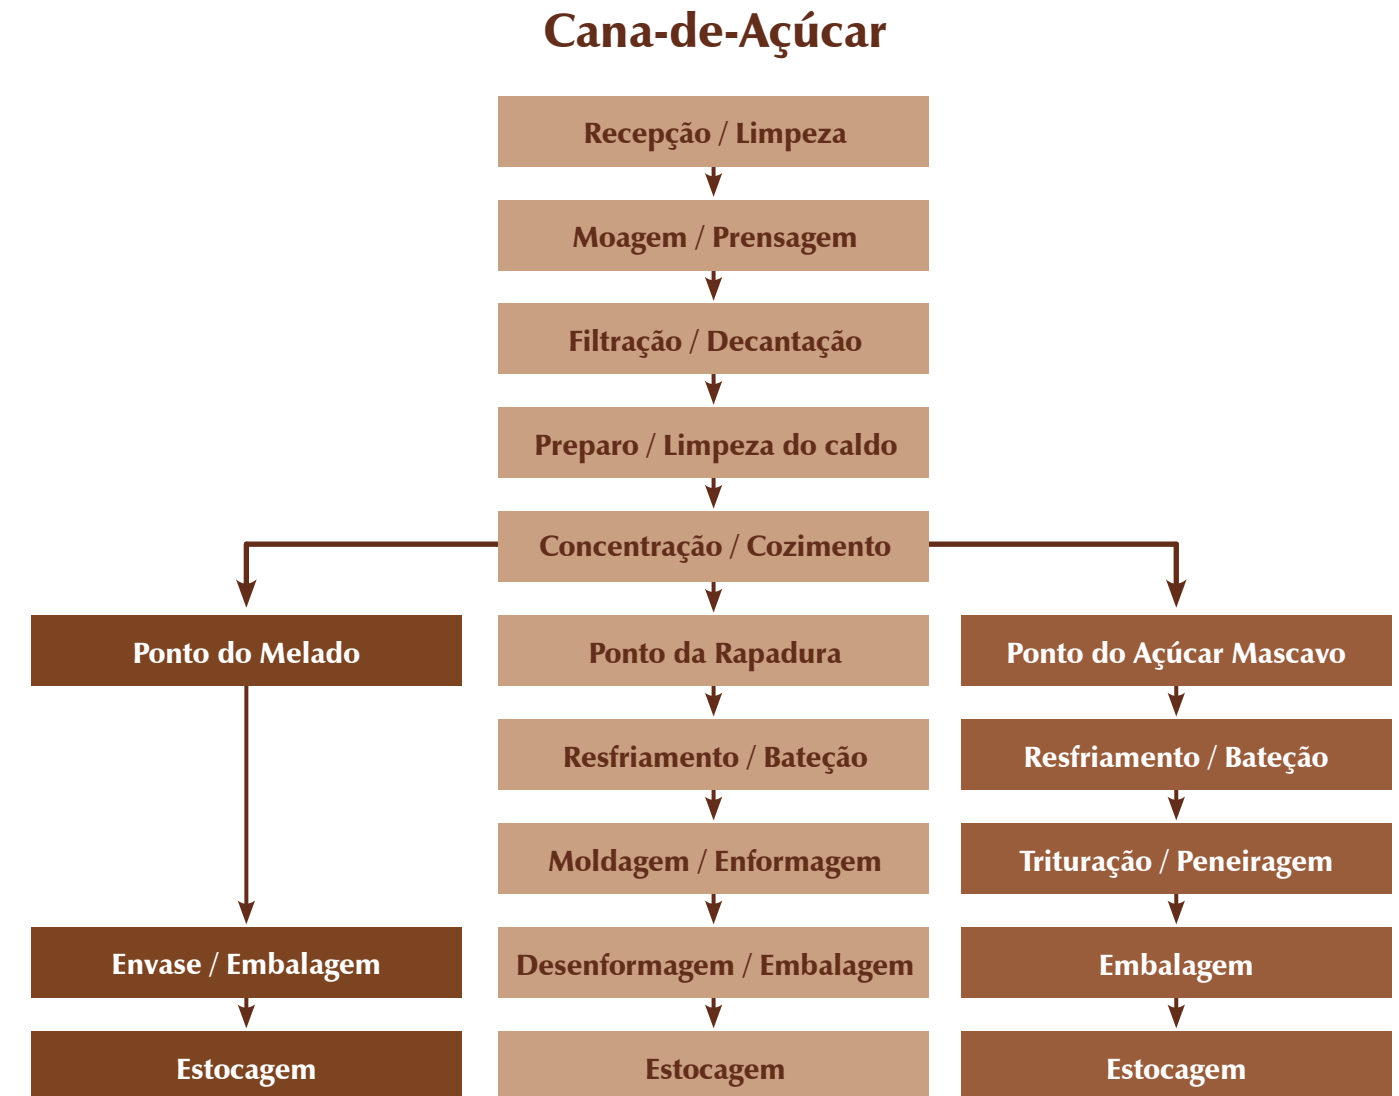 Cana-de-Açúcar
Recepção / Limpeza
Moagem / Prensagem
Filtração / Decantação
Preparo / Limpeza do caldo
Concentração / Cozimento
Ponto do Melado
Ponto da Rapadura
Ponto do Açúcar Mascavo
Resfriamento / Bateção
Resfriamento / Bateção
Moldagem / Enformagem
Trituração / Peneiragem
Envase / Embalagem
Desenformagem / Embalagem
Embalagem
Estocagem
Estocagem
Estocagem